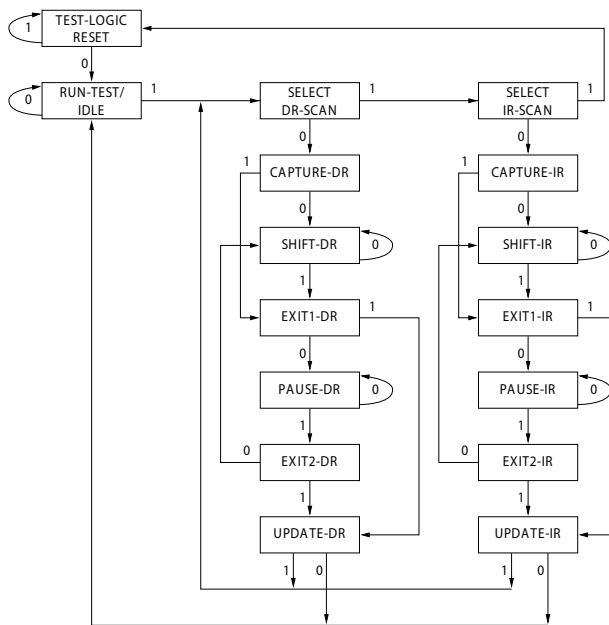 TEST-LOGIC
RESET
1
0
RUN-TEST/
IDLE
0
1
SELECT
DR-SCAN
1
SELECT
IR-SCAN
1
0
0
1
CAPTURE-DR
1
CAPTURE-IR
0
0
SHIFT-DR
0
SHIFT-IR
0
1
1
EXIT1-DR
1
EXIT1-IR
1
0
0
PAUSE-DR
0
PAUSE-IR
0
1
1
0
EXIT2-DR
0
EXIT2-IR
1
1
UPDATE-DR
UPDATE-IR
1
0
1
0